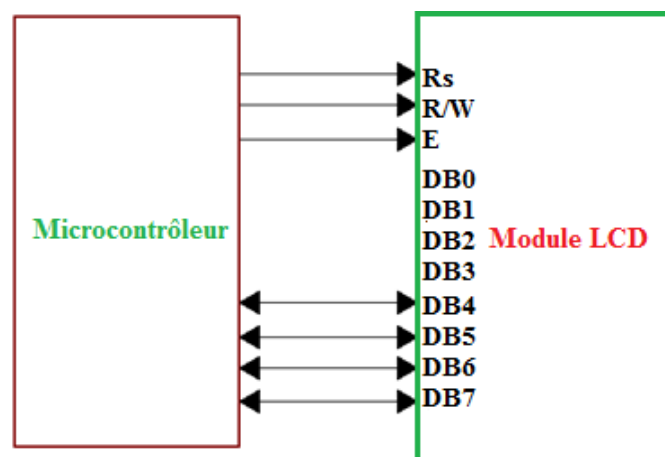 Rs
R/W
E
DB0
DB1
Microcontrôleur
DB2
Module LCD
DB3
DB4
DB5
DB6
DB7